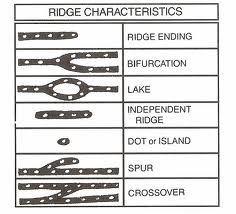 RIDGE CHARACTERISTICS
RIDGE ENDING
BIFURCATION
LAKE
INDEPENDENT
RIDGE
DOT or ISLAND
SPUR
CROSSOVER